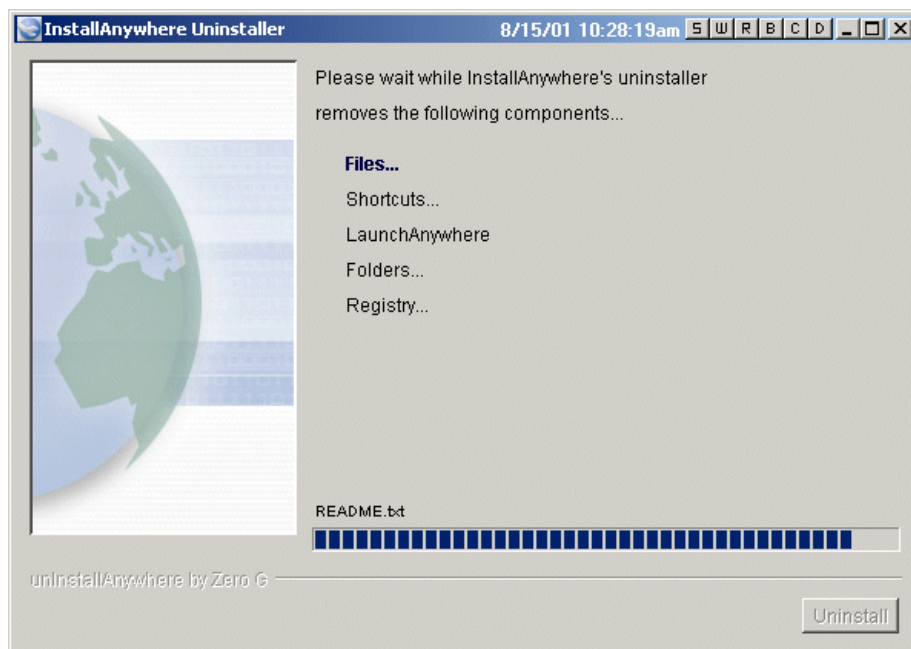 InstallAnywhere Uninstaller 8/15/01 10:28:19am S W R B C D
Please wait while InstallAnywhere's uninstaller
removes the following components...
Files...
Shortcuts...
LaunchAnywhere
Folders...
Registry...
README.txt
unInstallAnywhere by Zero G
Uninstall